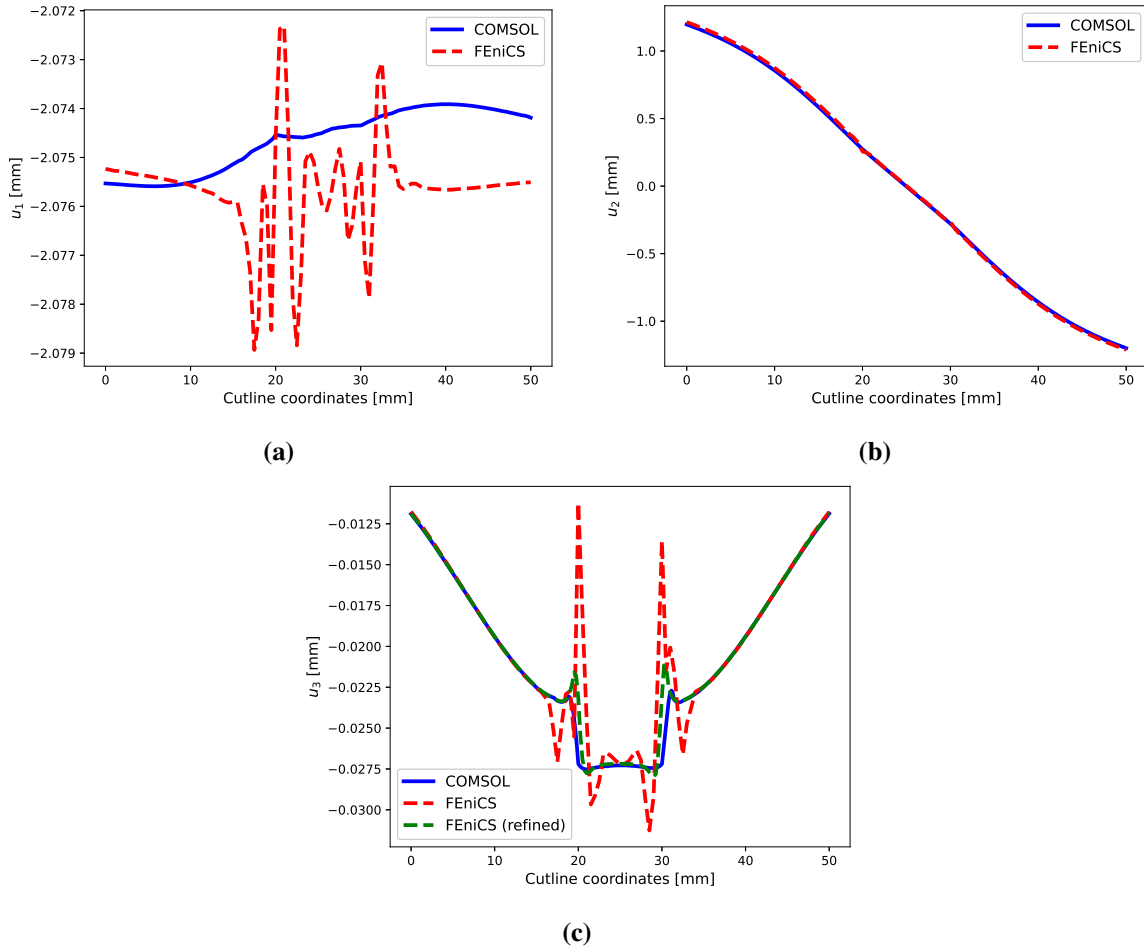 −2.072
−2.073
−2.074
−2.075
−2.076
−2.077
−2.078
−2.079
u1 [mm]
COMSOL
FEniCS
0 10 20 30 40 50
Cutline coordinates [mm]
(a)
1.0
0.5
0.0
−0.5
−1.0
u2 [mm]
COMSOL
FEniCS
0 10 20 30 40 50
Cutline coordinates [mm]
(b)
−0.0125
−0.0150
−0.0175
−0.0200
−0.0225
−0.0250
−0.0275
−0.0300
u3 [mm]
COMSOL
FEniCS
FEniCS (refined)
0 10 20 30 40 50
Cutline coordinates [mm]
(c)